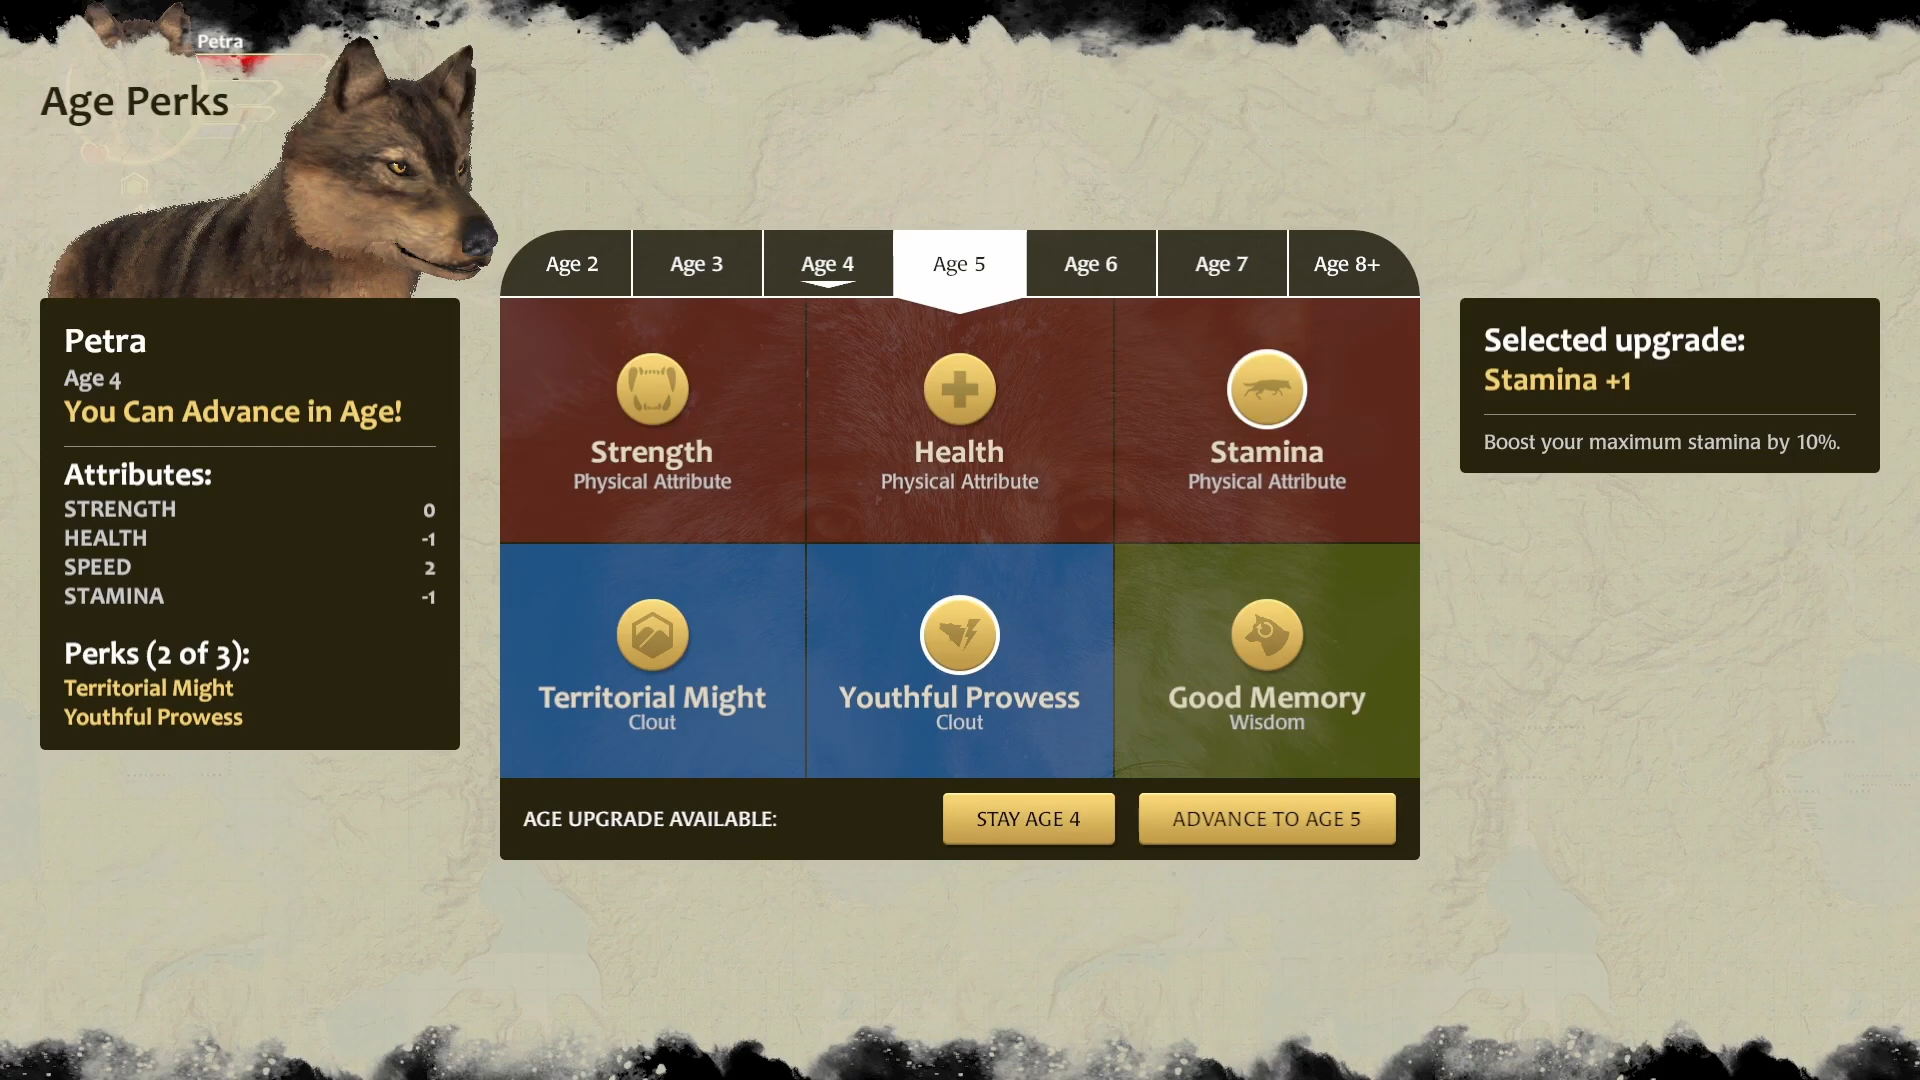 Petra
Age Perks
Petra
Age 4
You Can Advance in Age!
Attributes:
STRENGTH 0
HEALTH -1
SPEED 2
STAMINA -1
Perks (2 of 3):
Territorial Might
Youthful Prowess
Age 2 Age 3 Age 4 Age 5 Age 6 Age 7 Age 8+
Strength Health Stamina
Physical Attribute Physical Attribute Physical Attribute
Territorial Might Youthful Prowess Good Memory
Clout Clout Wisdom
AGE UPGRADE AVAILABLE: STAY AGE 4 ADVANCE TO AGE 5
Selected upgrade:
Stamina +1
Boost your maximum stamina by 10%.